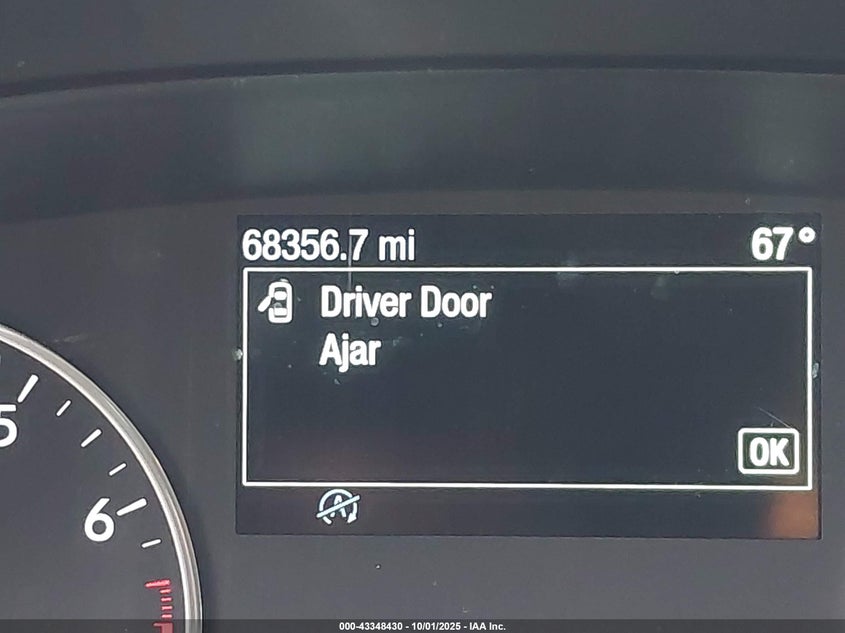 68356.7 mi 67°
Driver Door
Ajar
OK
5
6
A
000-43348430 - 10/01/2025 - IAA Inc.